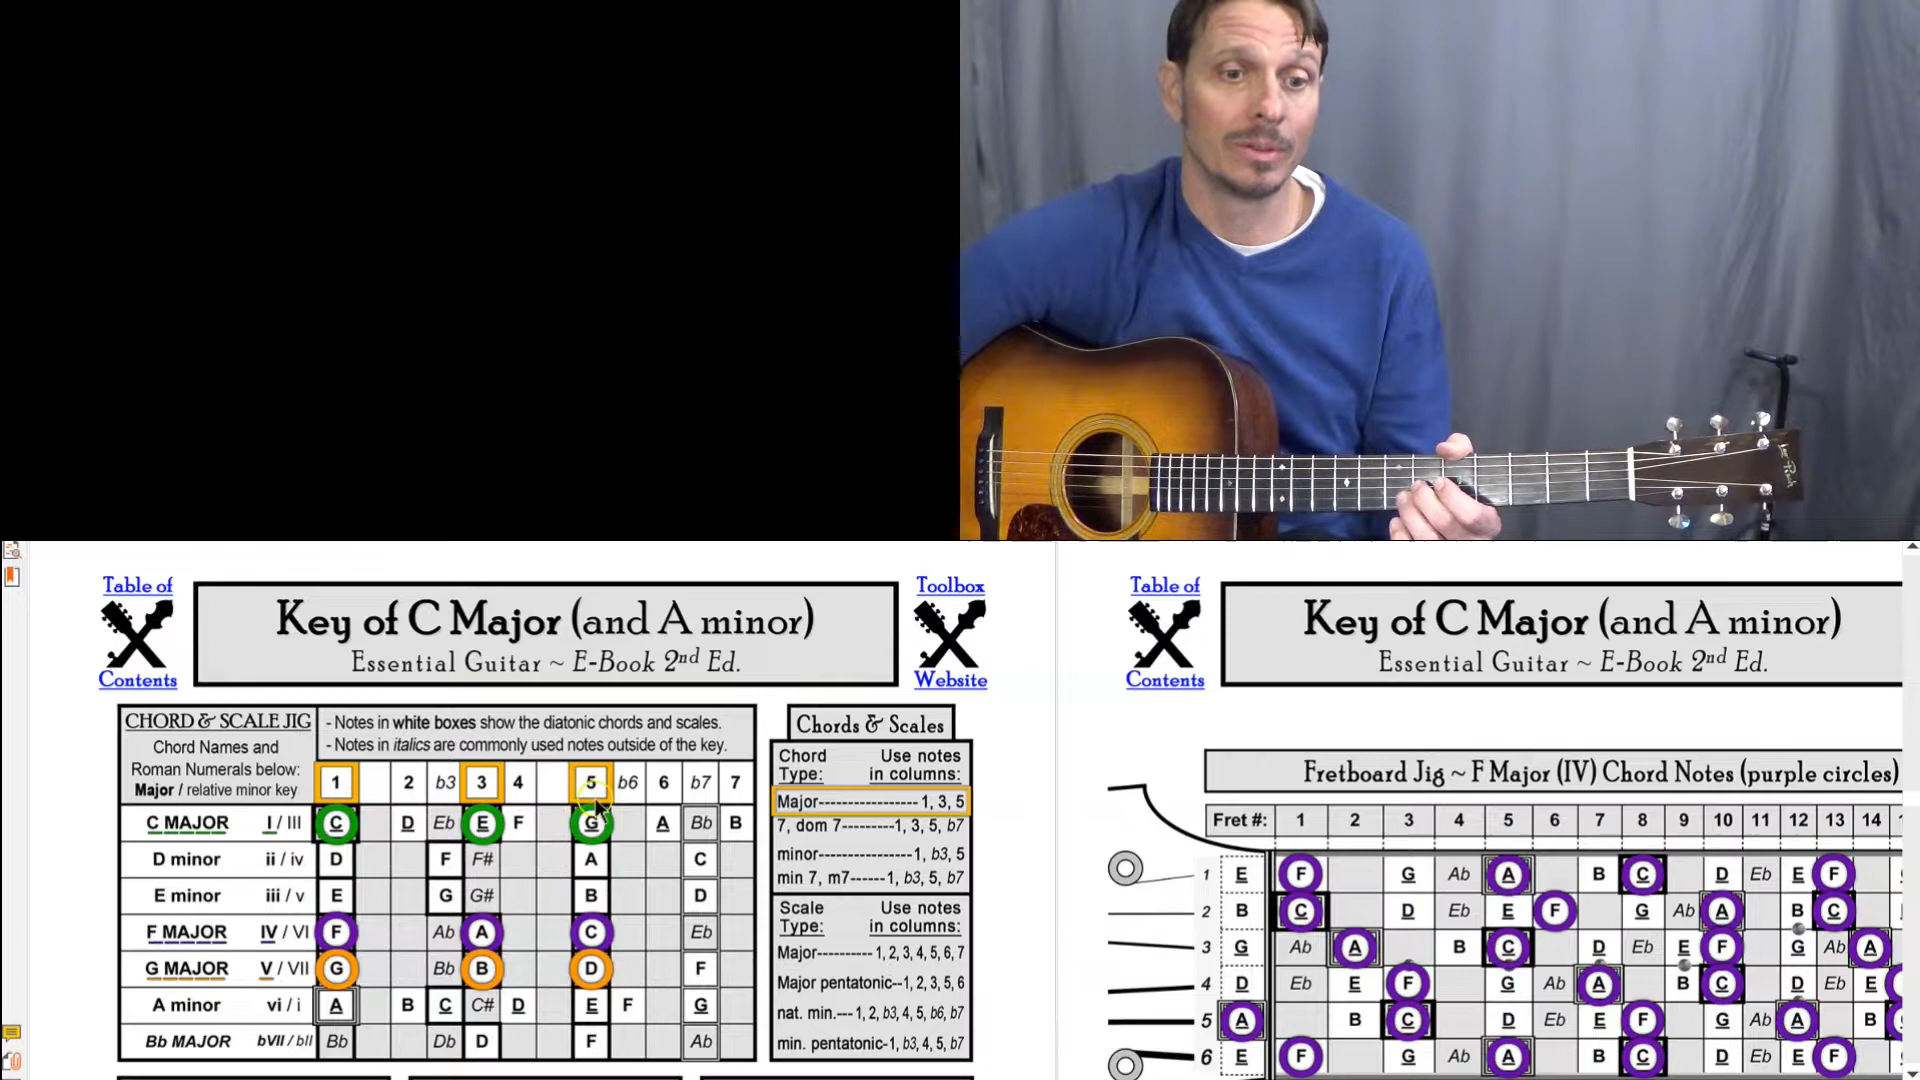 Table of
Contents
Key of C Major (and A minor)
Essential Guitar ~ E-Book 2nd Ed.
Toolbox
Website
CHORD & SCALE JIG
Chord Names and
Roman Numerals below:
Major / relative minor key
- Notes in white boxes show the diatonic chords and scales.
- Notes in italics are commonly used notes outside of the key.
1 2 b3 3 4 5 b6 6 b7 7
C MAJOR I / III C D Eb E F G A Bb B
D minor ii / iv D F F# A C
E minor iii / v E G G# B D
F MAJOR IV / VI F Ab A C Eb
G MAJOR V / VII G Bb B D F
A minor vi / i A B C C# D E F G
Bb MAJOR bVII / bII Bb Db D F Ab
Chords & Scales
Chord Type: Use notes in columns:
Major------------------ 1, 3, 5
7, dom 7---------1, 3, 5, b7
minor-----------------1, b3, 5
min 7, m7------1, b3, 5, b7
Scale Type: Use notes in columns:
Major----------- 1, 2, 3, 4, 5, 6, 7
Major pentatonic--1, 2, 3, 5, 6
nat. min.--- 1, 2, b3, 4, 5, b6, b7
min. pentatonic-1, b3, 4, 5, b7
Table of
Contents
Key of C Major (and A minor)
Essential Guitar ~ E-Book 2nd Ed.
Fretboard Jig ~ F Major (IV) Chord Notes (purple circles)
Fret #: 1 2 3 4 5 6 7 8 9 10 11 12 13 14
1 E F G Ab A B C D Eb E F
2 B C D Eb E F G Ab A B C
3 G Ab A B C D Eb E F G Ab A
4 D Eb E F G Ab A B C D Eb E
5 A B C D Eb E F G Ab A B
6 E F G Ab A B C D Eb E F